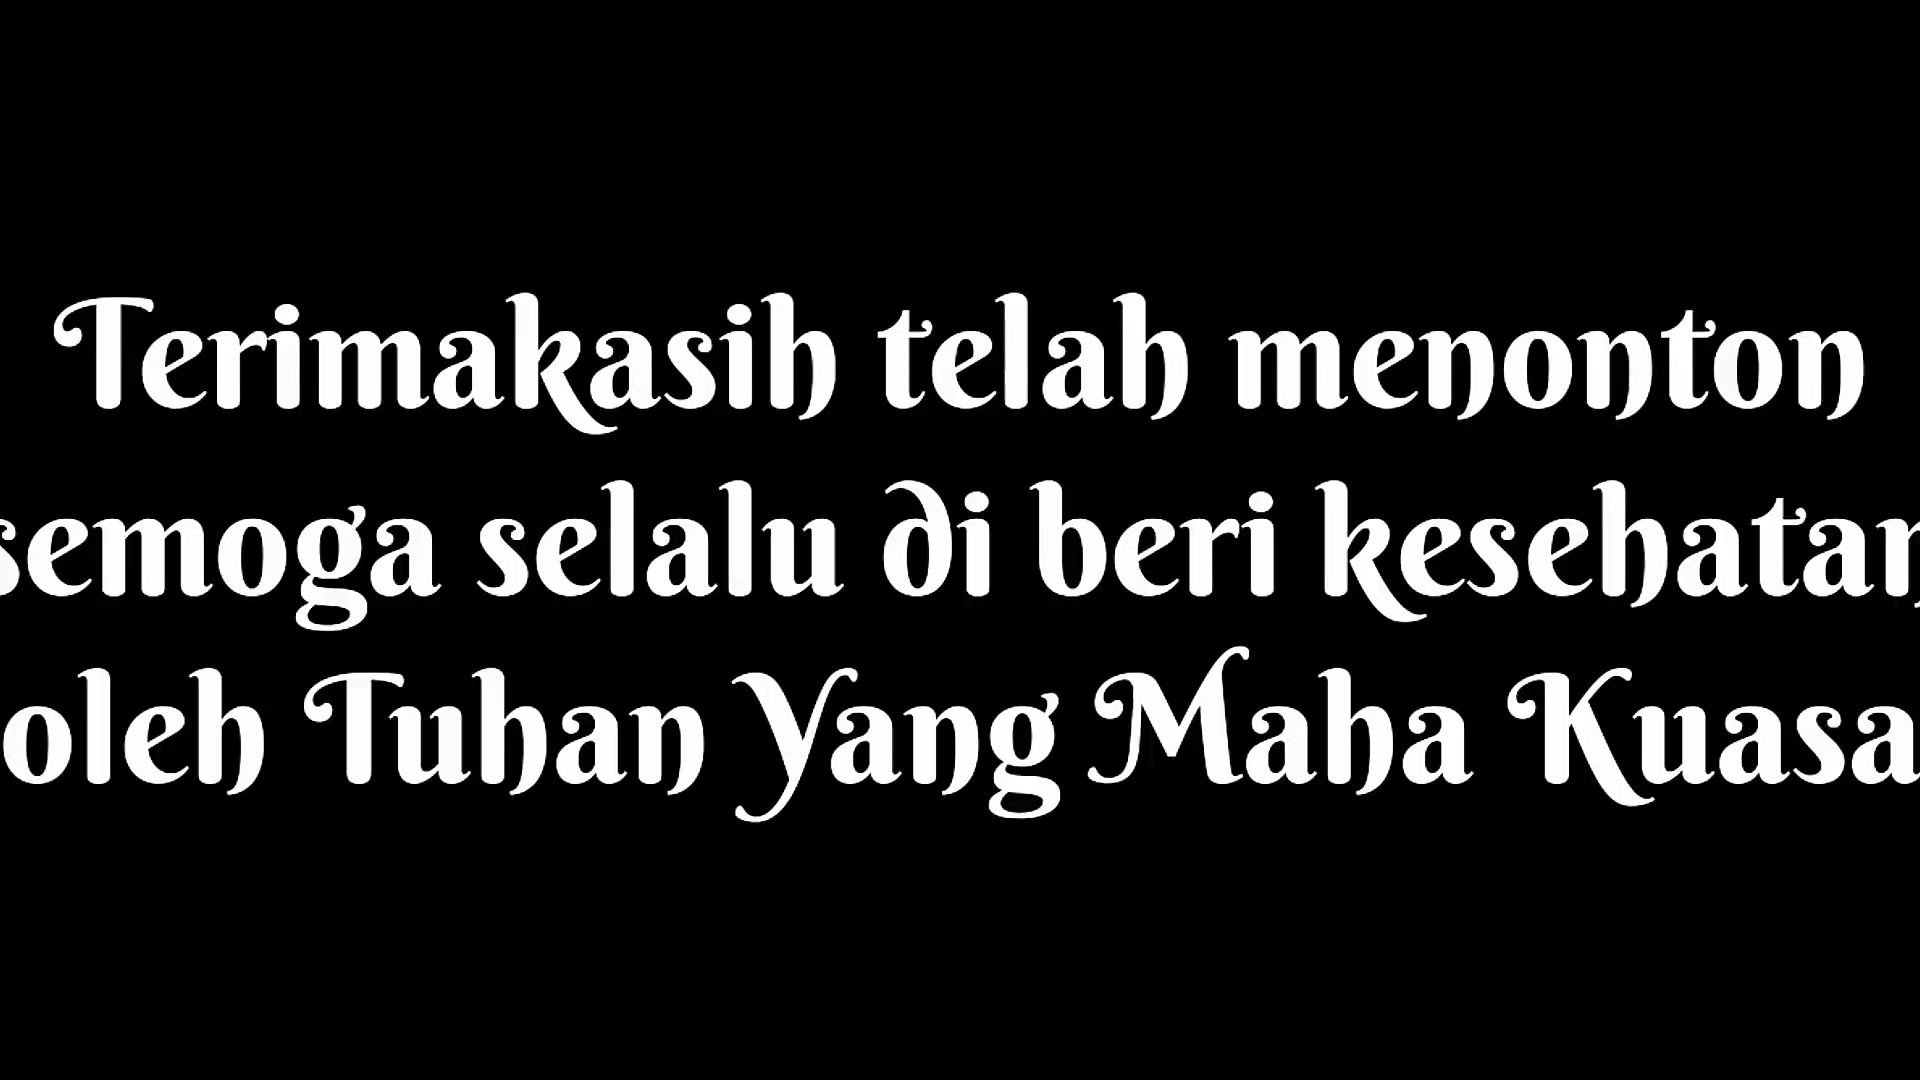 Terimakasih telah menonton
semoga selalu di beri kesehatan
oleh Tuhan Yang Maha Kuasa